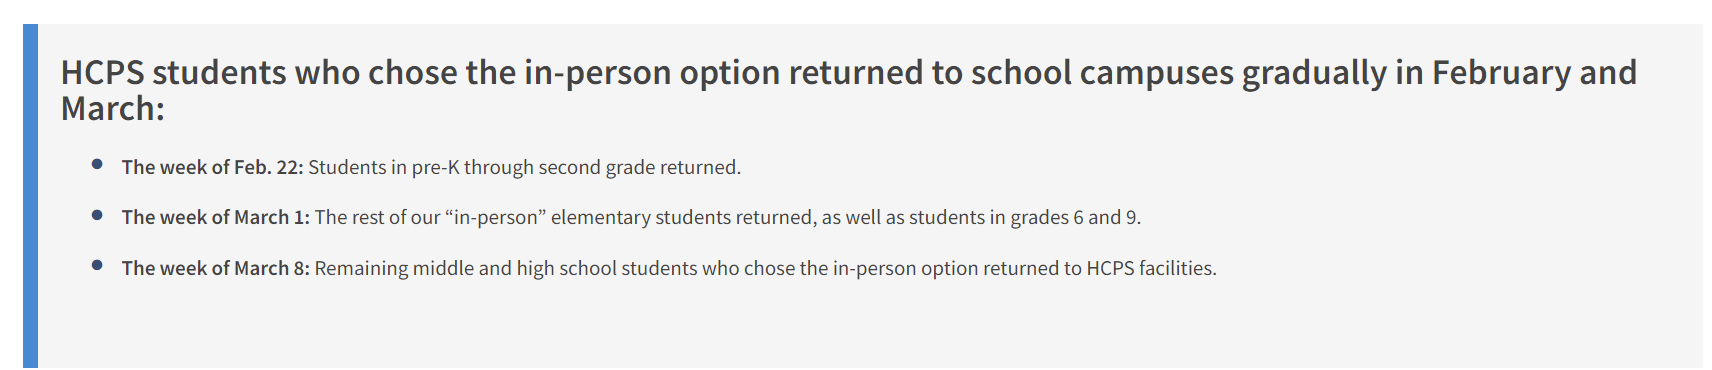 HCPS students who chose the in-person option returned to school campuses gradually in February and
March:
The week of Feb. 22: Students in pre-K through second grade returned.
The week of March 1: The rest of our “in-person” elementary students returned, as well as students in grades 6 and 9.
The week of March 8: Remaining middle and high school students who chose the in-person option returned to HCPS facilities.